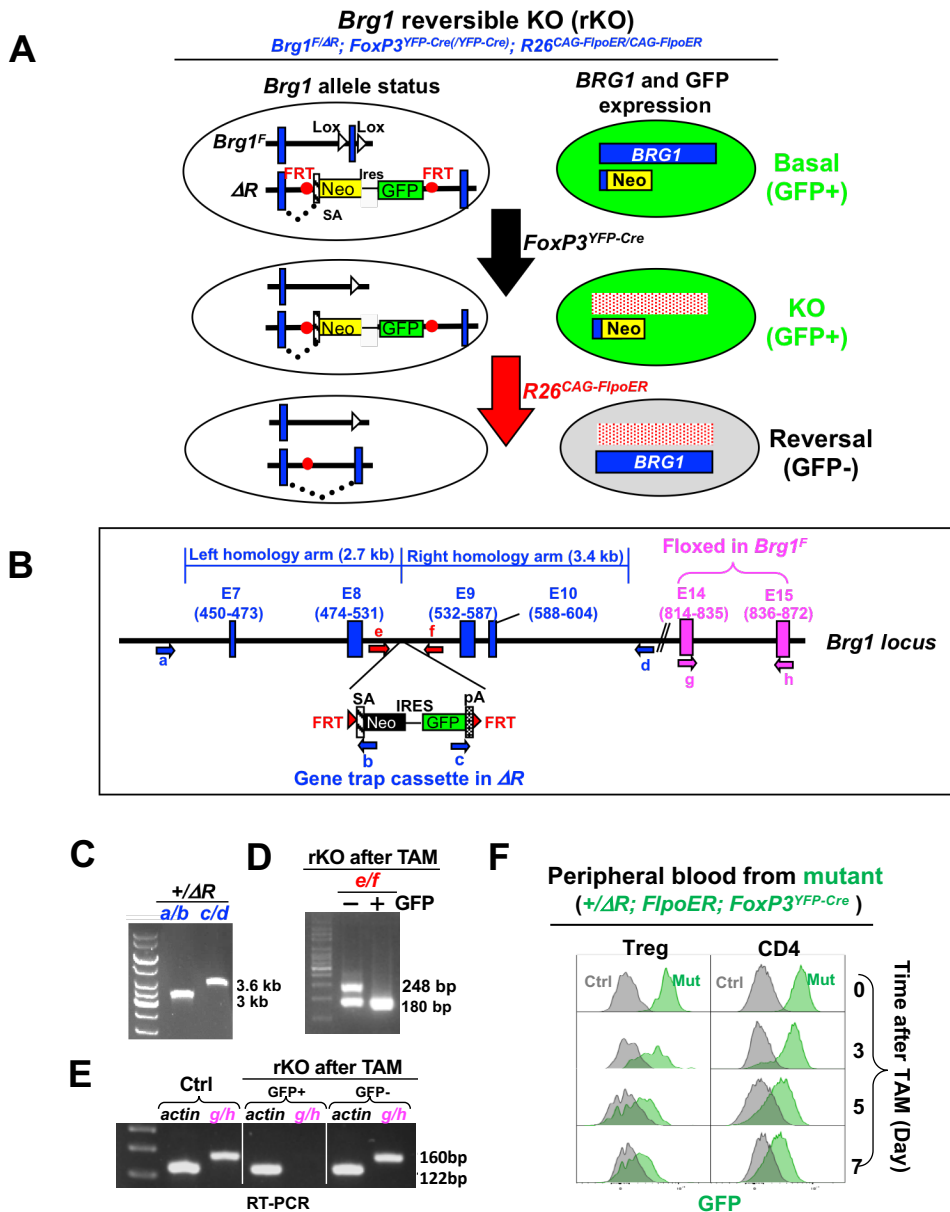 Brg1 reversible KO (rKO)
Brg1F/ΔR; FoxP3YFP-Cre(/YFP-Cre); R26CAG-FlpoER/CAG-FlpoER
A
Brg1 allele status
BRG1 and GFP
expression
Lox Lox
Brg1F
BRG1
Neo
Basal
(GFP+)
FRT Ires FRT
ΔR Neo GFP
SA
FoxP3YFP-Cre
Neo GFP
Neo
KO
(GFP+)
R26CAG-FlpoER
BRG1
Reversal
(GFP-)
B
Left homology arm (2.7 kb) Right homology arm (3.4 kb)
Floxed in Brg1F
E7
(450-473)
E8
(474-531)
E9
(532-587)
E10
(588-604)
E14
(814-835)
E15
(836-872)
a e f d g h
Brg1 locus
SA IRES pA
FRT Neo GFP FRT
b c
Gene trap cassette in ΔR
C
+/ΔR
a/b c/d
3.6 kb
3 kb
D
rKO after TAM
e/f
– + GFP
248 bp
180 bp
E
rKO after TAM
Ctrl GFP+ GFP-
actin g/h actin g/h actin g/h
160bp
122bp
RT-PCR
F
Peripheral blood from mutant
(+/ΔR; FlpoER; FoxP3YFP-Cre )
Treg CD4
Ctrl Mut Ctrl Mut
0
3
5
7
Time after TAM (Day)
GFP